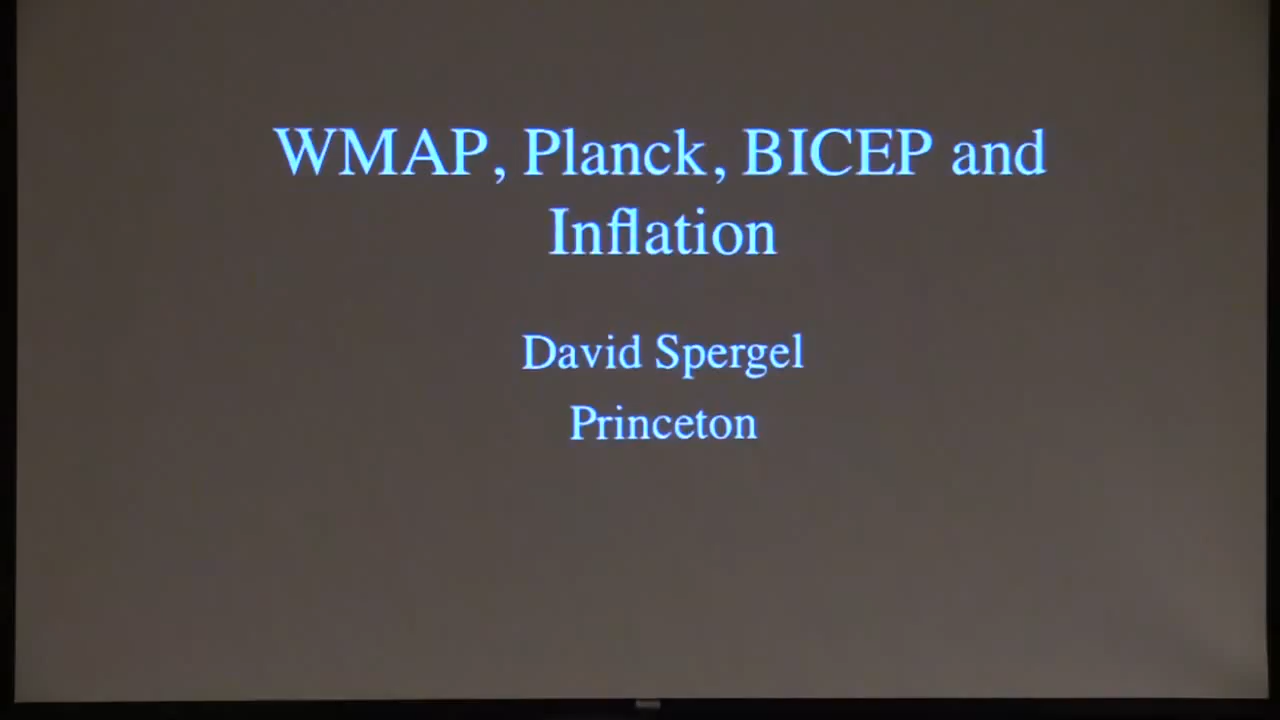 WMAP, Planck, BICEP and
Inflation
David Spergel
Princeton